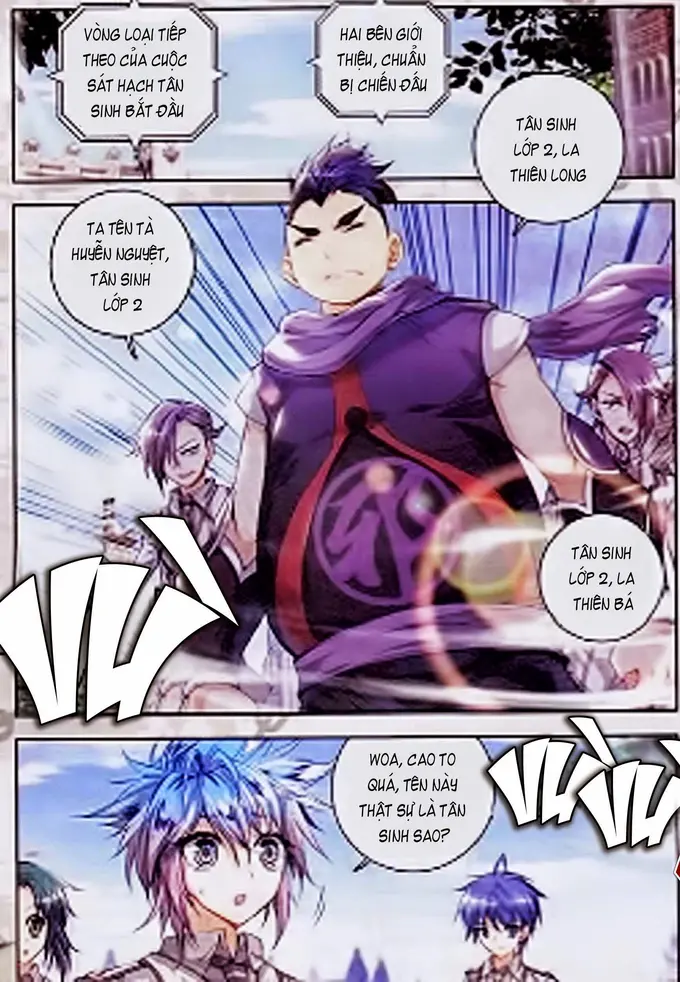 VÒNG LOẠI TIẾP
THEO CỦA CUỘC
SÁT HẠCH TÂN
SINH BẮT ĐẦU
HAI BÊN GIỚI
THIỆU, CHUẨN
BỊ CHIẾN ĐẤU
TÂN SINH
LỚP 2, LA
THIÊN LONG
TA TÊN TÀ
HUYỄN NGUYỆT,
TÂN SINH
LỚP 2
TÂN SINH
LỚP 2, LA
THIÊN BÁ
VÙ
WOA, CAO TO
QUÁ, TÊN NÀY
THẬT SỰ LÀ TÂN
SINH SAO?
VÙ VÙ